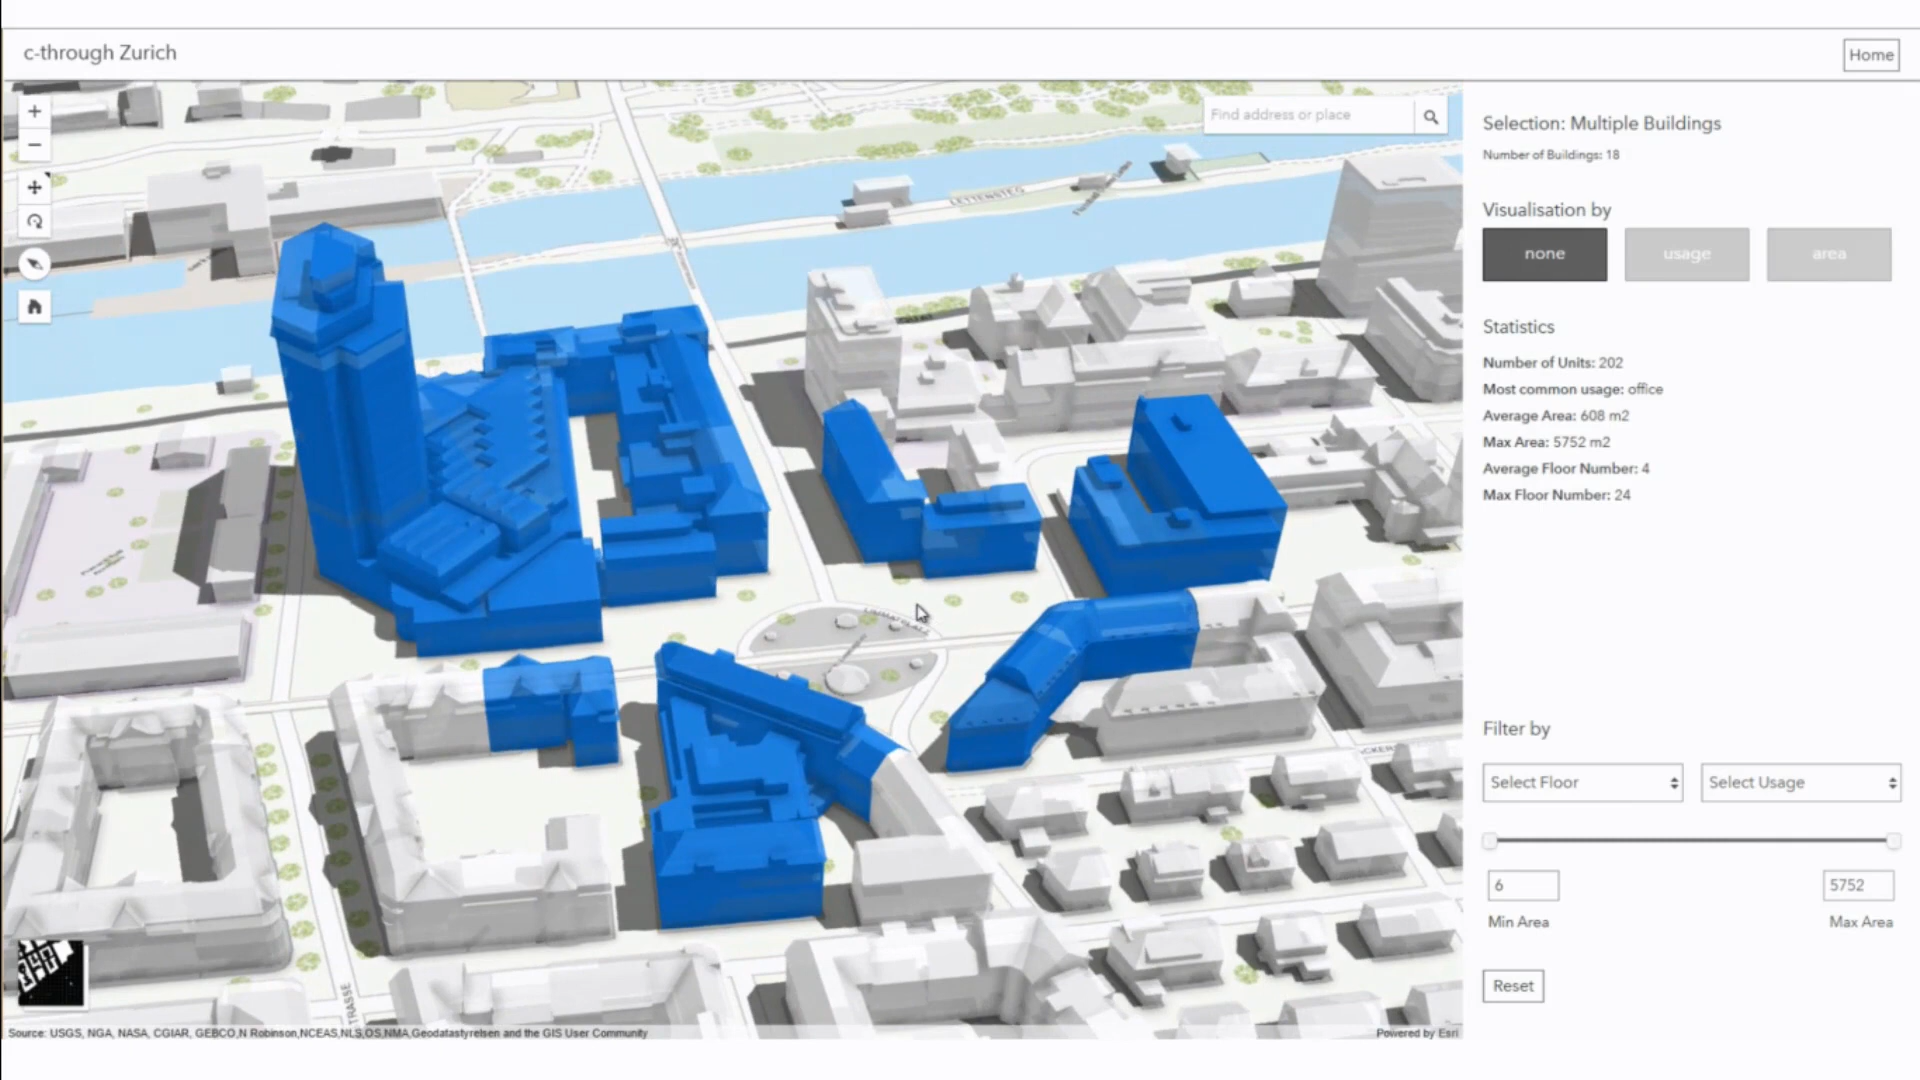 c-through Zurich
Home
+
−
Find address or place
LETTENSTEG
LIMMATPLATZ
Selection: Multiple Buildings
Number of Buildings: 18
Visualisation by
none
usage
area
Statistics
Number of Units: 202
Most common usage: office
Average Area: 608 m2
Max Area: 5752 m2
Average Floor Number: 4
Max Floor Number: 24
Filter by
Select Floor
Select Usage
6
5752
Min Area
Max Area
Reset
Source: USGS, NGA, NASA, CGIAR, GEBCO,N Robinson,NCEAS,NLS,OS,NMA,Geodatastyrelsen and the GIS User Community
Powered by Esri